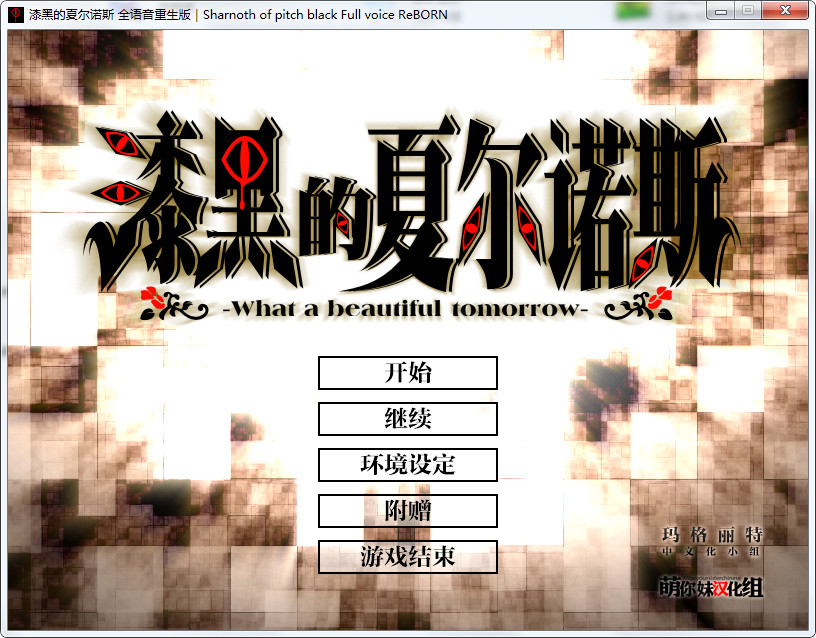 漆黑的夏尔诺斯 全语音重生版 | Sharnoth of pitch black Full voice ReBORN
漆黑的夏尔诺斯
-What a beautiful tomorrow-
开始
继续
环境设定
附赠
游戏结束
玛格丽特
中文化小组
萌你妹汉化组